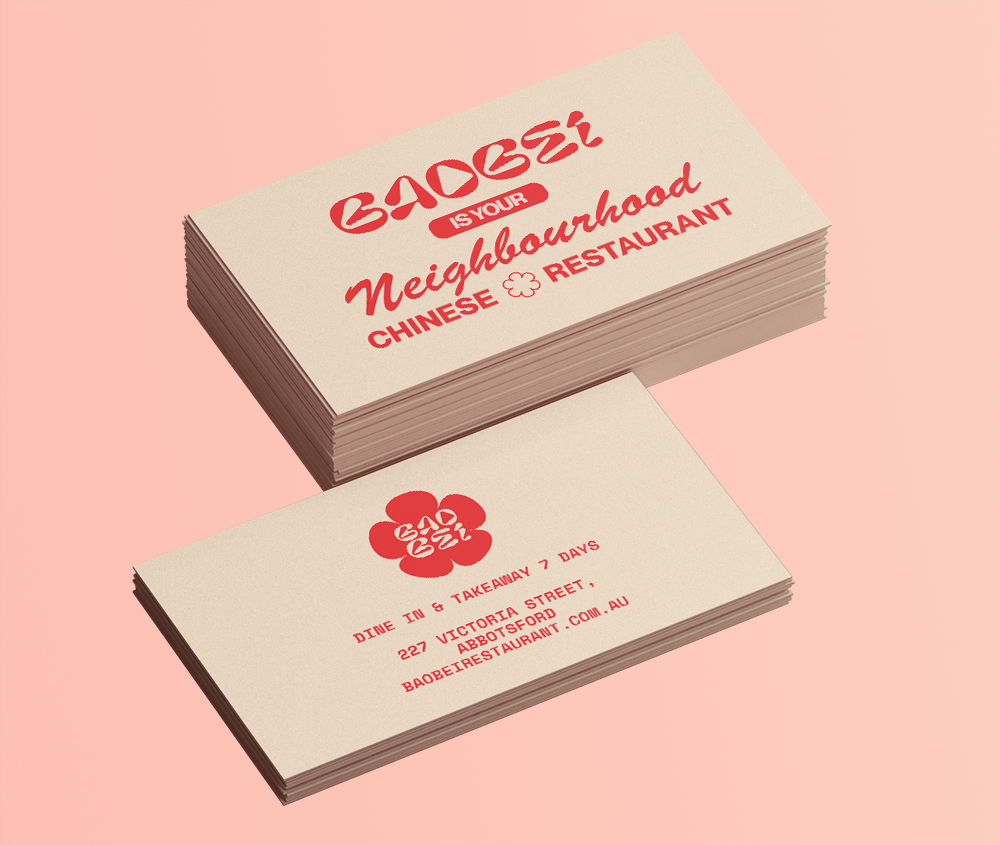 BAOBEi
IS YOUR
Neighbourhood
CHINESE RESTAURANT
BAO
BEi
DINE IN & TAKEAWAY 7 DAYS
227 VICTORIA STREET,
ABBOTSFORD
BAOBEIRESTAURANT.COM.AU